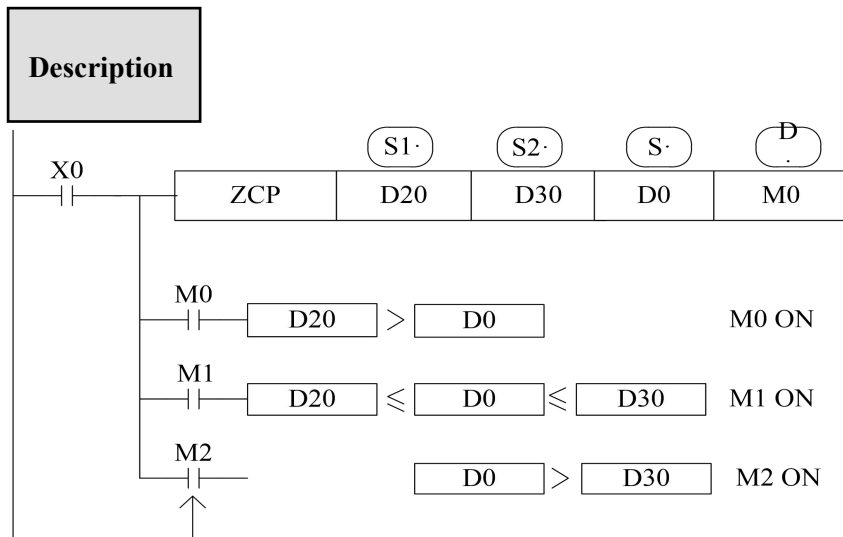 Description
S1· S2· S· D·
X0
ZCP D20 D30 D0 M0
M0
D20 > D0 M0 ON
M1
D20 ≤ D0 ≤ D30 M1 ON
M2
D0 > D30 M2 ON